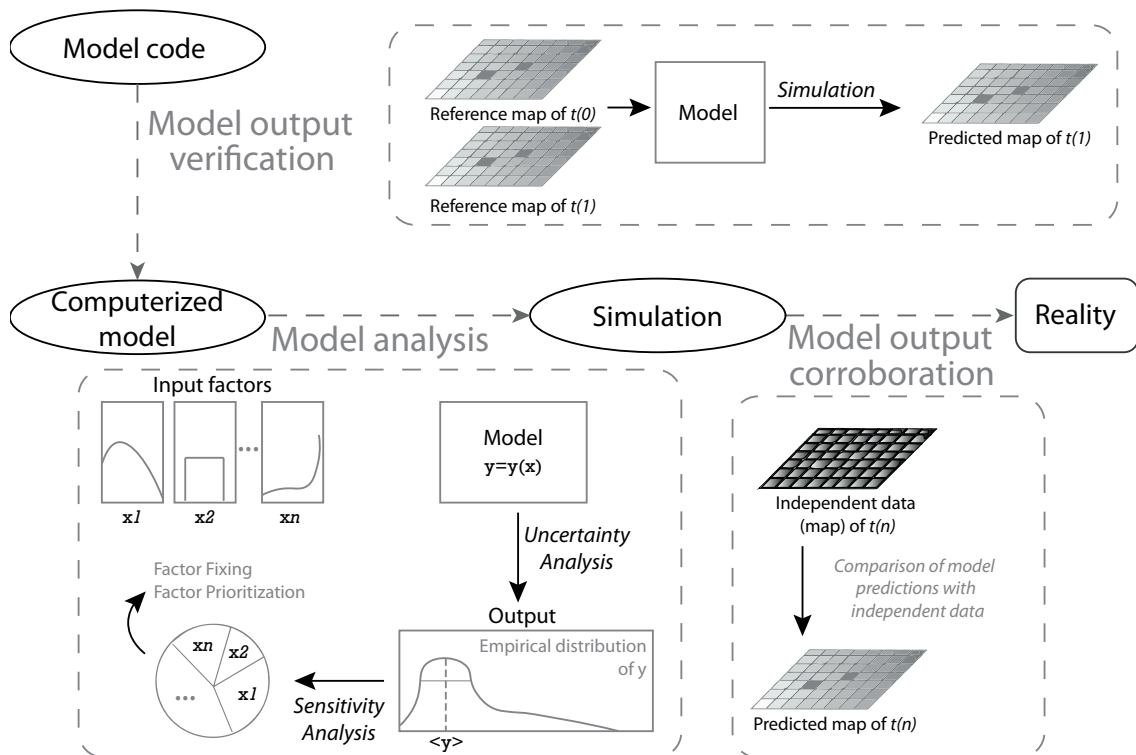 Model code
Model output
verification
Reference map of t(0)
Reference map of t(1)
Model
Simulation
Predicted map of t(1)
Computerized
model
Model analysis
Simulation
Model output
corroboration
Reality
Input factors
x1
x2
...
xn
Model
y=y(x)
Uncertainty
Analysis
Output
Empirical distribution
of y
<y>
Sensitivity
Analysis
xn
x2
x1
...
Factor Fixing
Factor Prioritization
Independent data
(map) of t(n)
Comparison of model
predictions with
independent data
Predicted map of t(n)